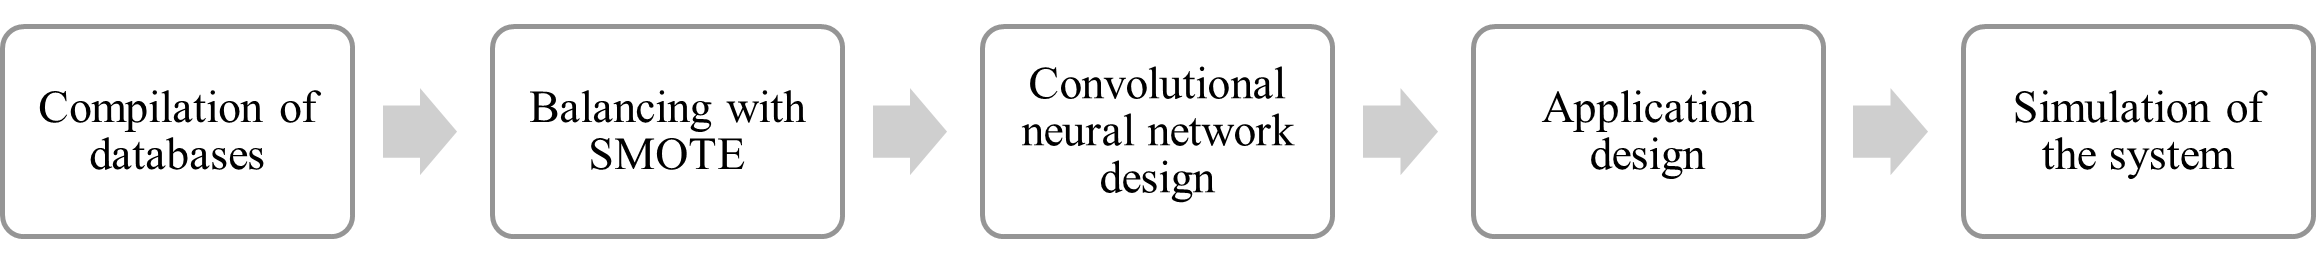 Compilation of
databases
Balancing with
SMOTE
Convolutional
neural network
design
Application
design
Simulation of
the system